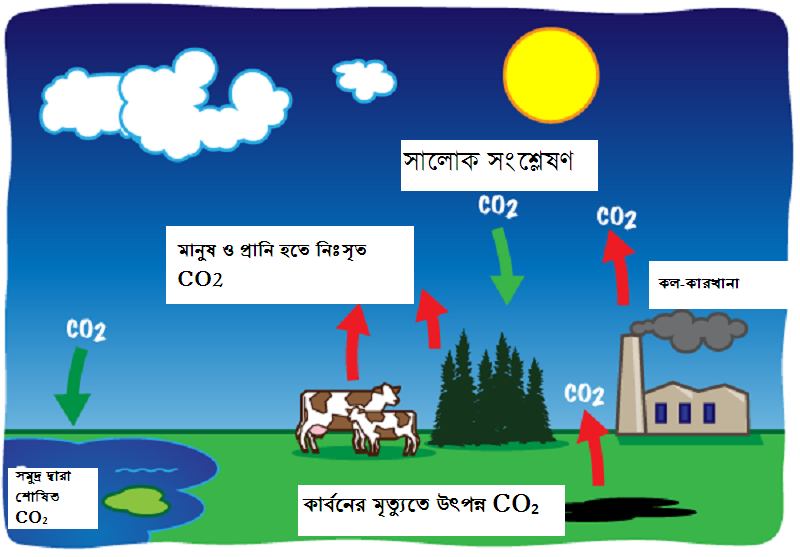 সালোক সংশ্লেষণ
CO2
CO2
মানুষ ও প্রানি হতে নিঃসৃত
CO2
কল-কারখানা
CO2
CO2
সমুদ্র দ্বারা
শোষিত
CO₂
কার্বনের মৃত্যুতে উৎপন্ন CO₂